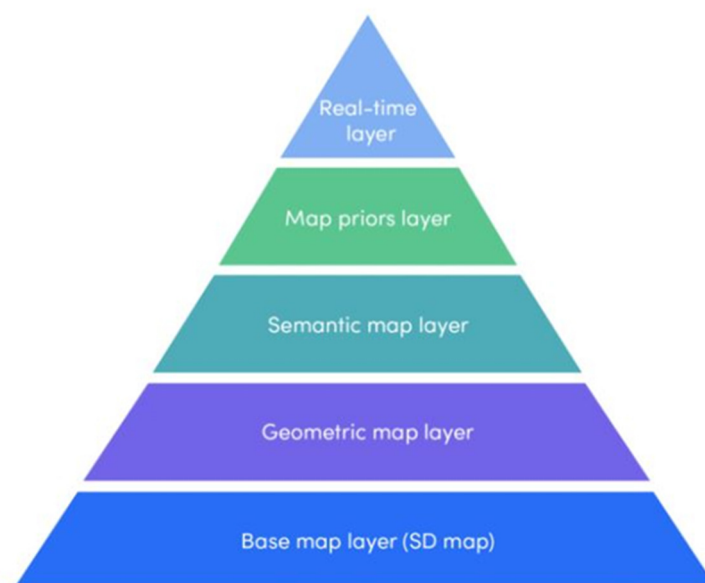 Real-time
layer
Map priors layer
Semantic map layer
Geometric map layer
Base map layer (SD map)